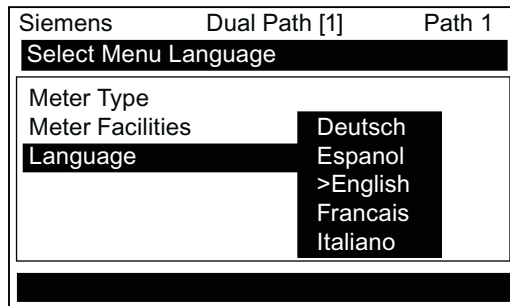 Siemens Dual Path [1] Path 1
Select Menu Language
Meter Type
Meter Facilities
Language
Deutsch
Espanol
>English
Francais
Italiano